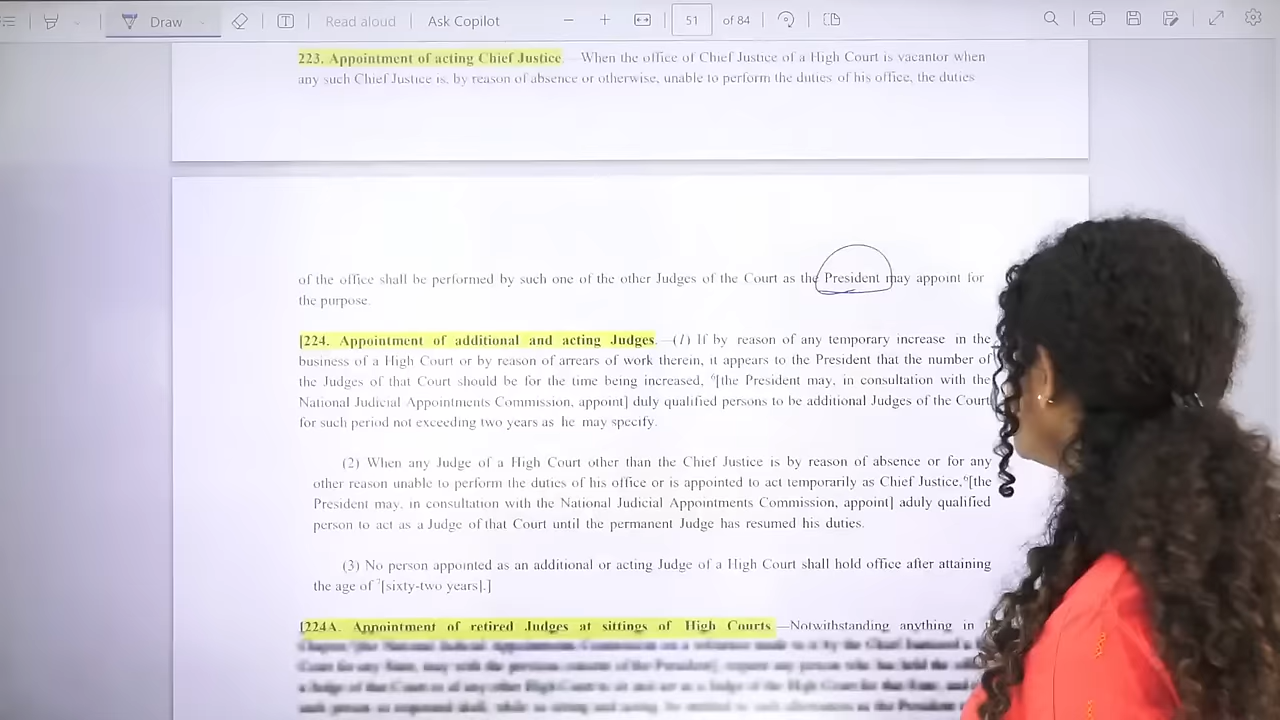 Draw
Read aloud
Ask Copilot
51 of 84
223. Appointment of acting Chief Justice.—When the office of Chief Justice of a High Court is vacantor when
any such Chief Justice is, by reason of absence or otherwise, unable to perform the duties of his office, the duties
of the office shall be performed by such one of the other Judges of the Court as the President may appoint for
the purpose.
[224. Appointment of additional and acting Judges.—(1) If by reason of any temporary increase in the
business of a High Court or by reason of arrears of work therein, it appears to the President that the number of
the Judges of that Court should be for the time being increased, 6[the President may, in consultation with the
National Judicial Appointments Commission, appoint] duly qualified persons to be additional Judges of the Court
for such period not exceeding two years as he may specify.
(2) When any Judge of a High Court other than the Chief Justice is by reason of absence or for any
other reason unable to perform the duties of his office or is appointed to act temporarily as Chief Justice,6[the
President may, in consultation with the National Judicial Appointments Commission, appoint] aduly qualified
person to act as a Judge of that Court until the permanent Judge has resumed his duties.
(3) No person appointed as an additional or acting Judge of a High Court shall hold office after attaining
the age of 7[sixty-two years].]
[224A. Appointment of retired Judges at sittings of High Courts.—Notwithstanding anything in